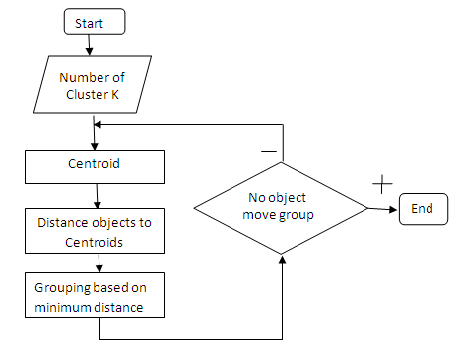 Start
Number of
Cluster K
Centroid
Distance objects to
Centroids
Grouping based on
minimum distance
No object
move group
−
+
End